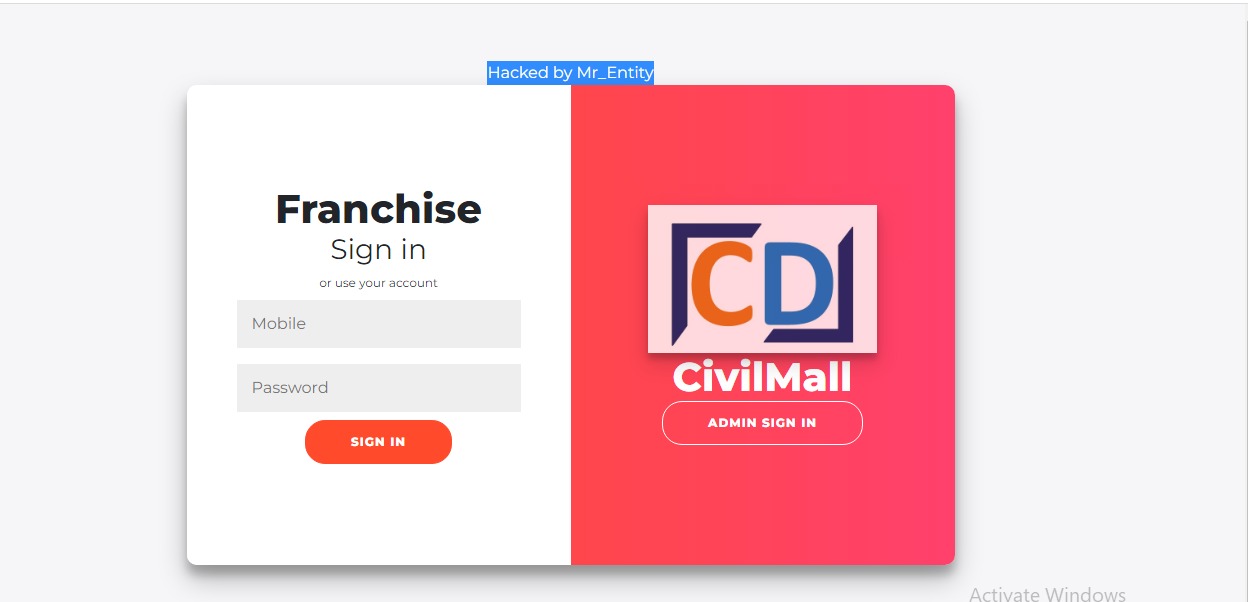 Hacked by Mr_Entity
Franchise
Sign in
or use your account
Mobile
Password
SIGN IN
CD
CivilMall
ADMIN SIGN IN
Activate Windows